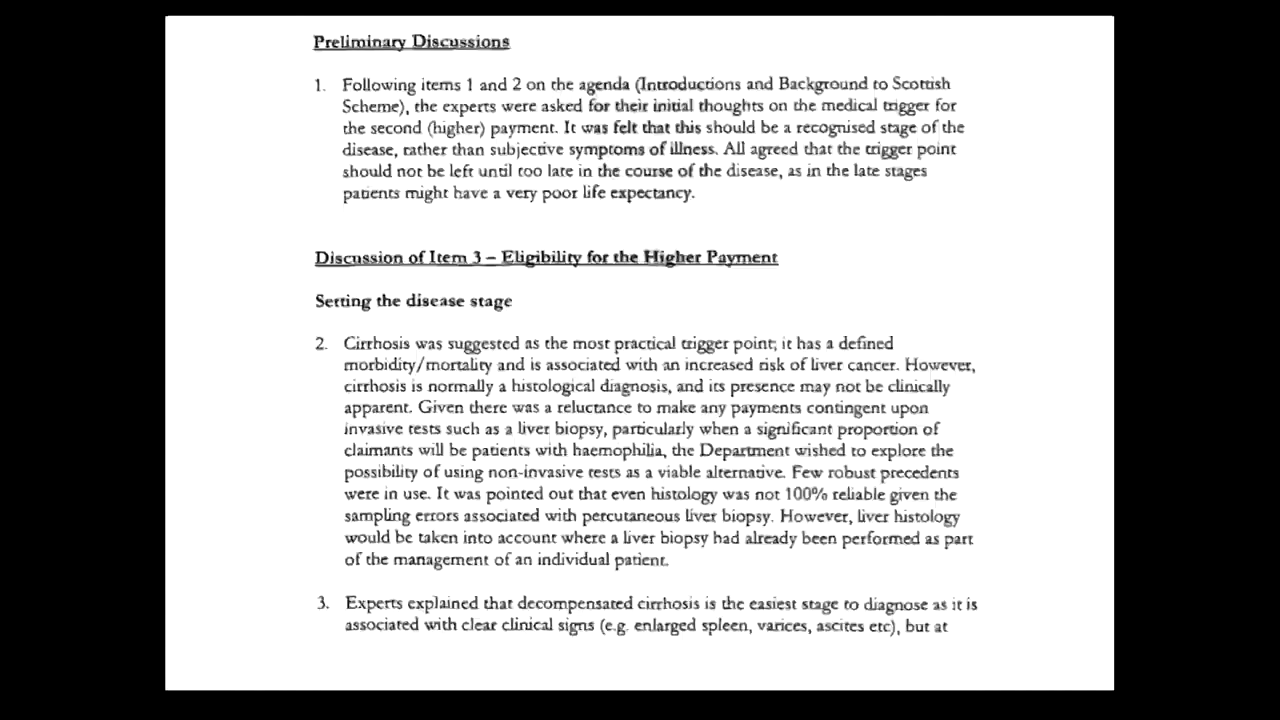 Preliminary Discussions
1. Following items 1 and 2 on the agenda (Introductions and Background to Scottish
Scheme), the experts were asked for their initial thoughts on the medical trigger for
the second (higher) payment. It was felt that this should be a recognised stage of the
disease, rather than subjective symptoms of illness. All agreed that the trigger point
should not be left until too late in the course of the disease, as in the late stages
patients might have a very poor life expectancy.
Discussion of Item 3 – Eligibility for the Higher Payment
Setting the disease stage
2. Cirrhosis was suggested as the most practical trigger point; it has a defined
morbidity/mortality and is associated with an increased risk of liver cancer. However,
cirrhosis is normally a histological diagnosis, and its presence may not be clinically
apparent. Given there was a reluctance to make any payments contingent upon
invasive tests such as a liver biopsy, particularly when a significant proportion of
claimants will be patients with haemophilia, the Department wished to explore the
possibility of using non-invasive tests as a viable alternative. Few robust precedents
were in use. It was pointed out that even histology was not 100% reliable given the
sampling errors associated with percutaneous liver biopsy. However, liver histology
would be taken into account where a liver biopsy had already been performed as part
of the management of an individual patient.
3. Experts explained that decompensated cirrhosis is the easiest stage to diagnose as it is
associated with clear clinical signs (e.g. enlarged spleen, varices, ascites etc), but at